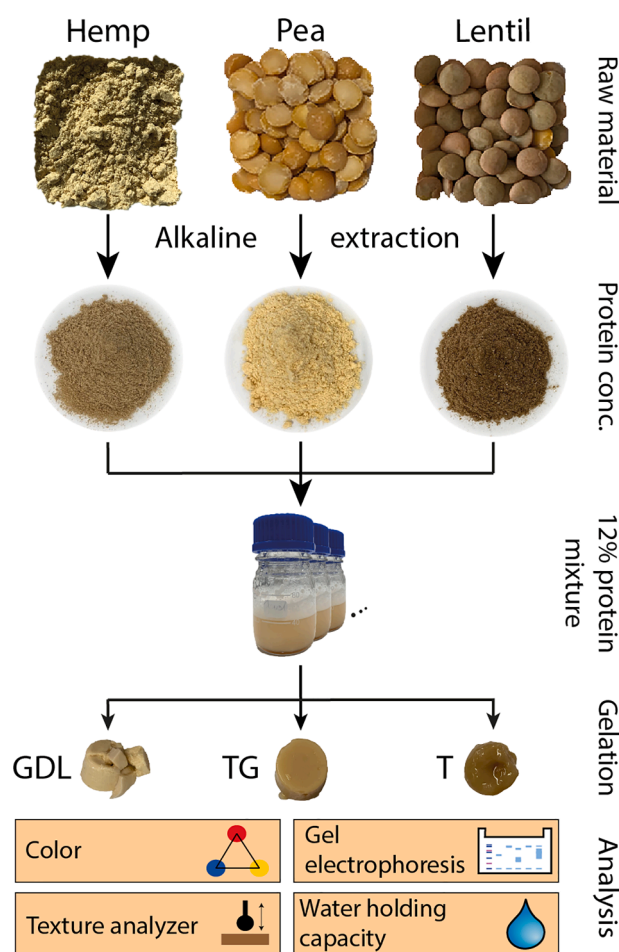 Hemp Pea Lentil
Raw material
Alkaline extraction
Protein conc.
12% protein
mixture
Gelation
GDL TG T
Analysis
Color
Gel
electrophoresis
Texture analyzer
Water holding
capacity